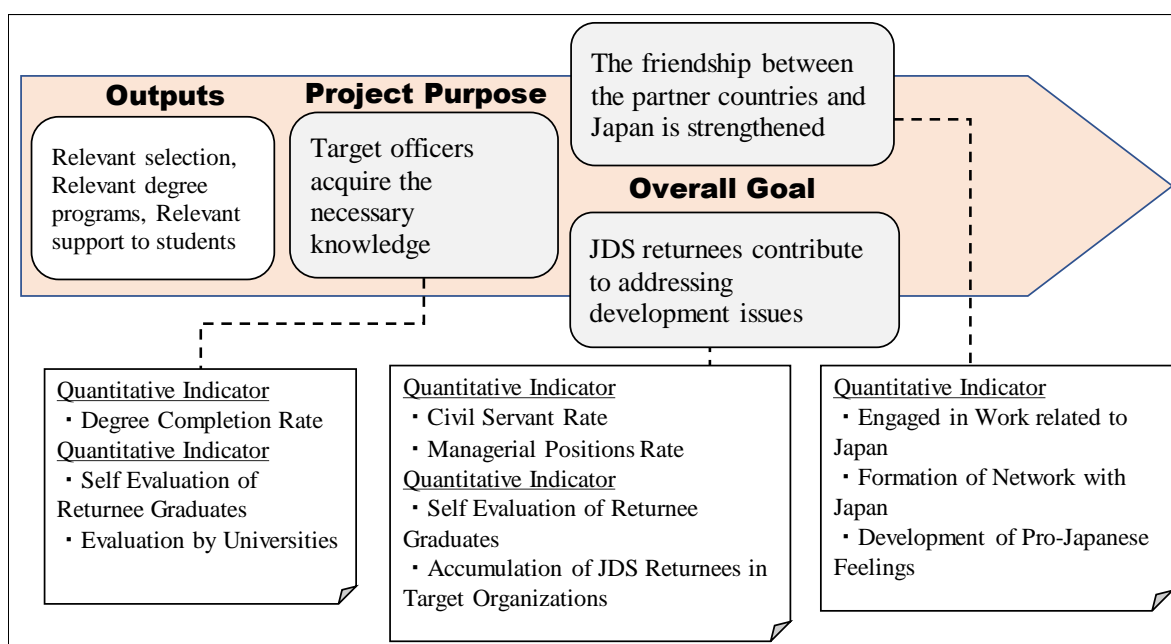 Outputs
Relevant selection,
Relevant degree
programs, Relevant
support to students
Project Purpose
Target officers
acquire the
necessary
knowledge
The friendship between
the partner countries and
Japan is strengthened
Overall Goal
JDS returnees contribute
to addressing
development issues
Quantitative Indicator
・Degree Completion Rate
Quantitative Indicator
・Self Evaluation of
Returnee Graduates
・Evaluation by Universities
Quantitative Indicator
・Civil Servant Rate
・Managerial Positions Rate
Quantitative Indicator
・Self Evaluation of Returnee
Graduates
・Accumulation of JDS Returnees in
Target Organizations
Quantitative Indicator
・Engaged in Work related to
Japan
・Formation of Network with
Japan
・Development of Pro-Japanese
Feelings